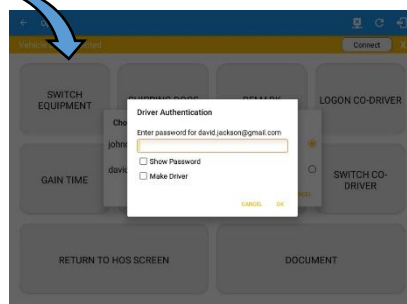 Connect X
SWITCH EQUIPMENT
LOGON CO-DRIVER
Driver Authentication
Enter password for david.jackson@gmail.com
Show Password
Make Driver
CANCEL OK
GAIN TIME
SWITCH CO-DRIVER
RETURN TO HOS SCREEN
DOCUMENT